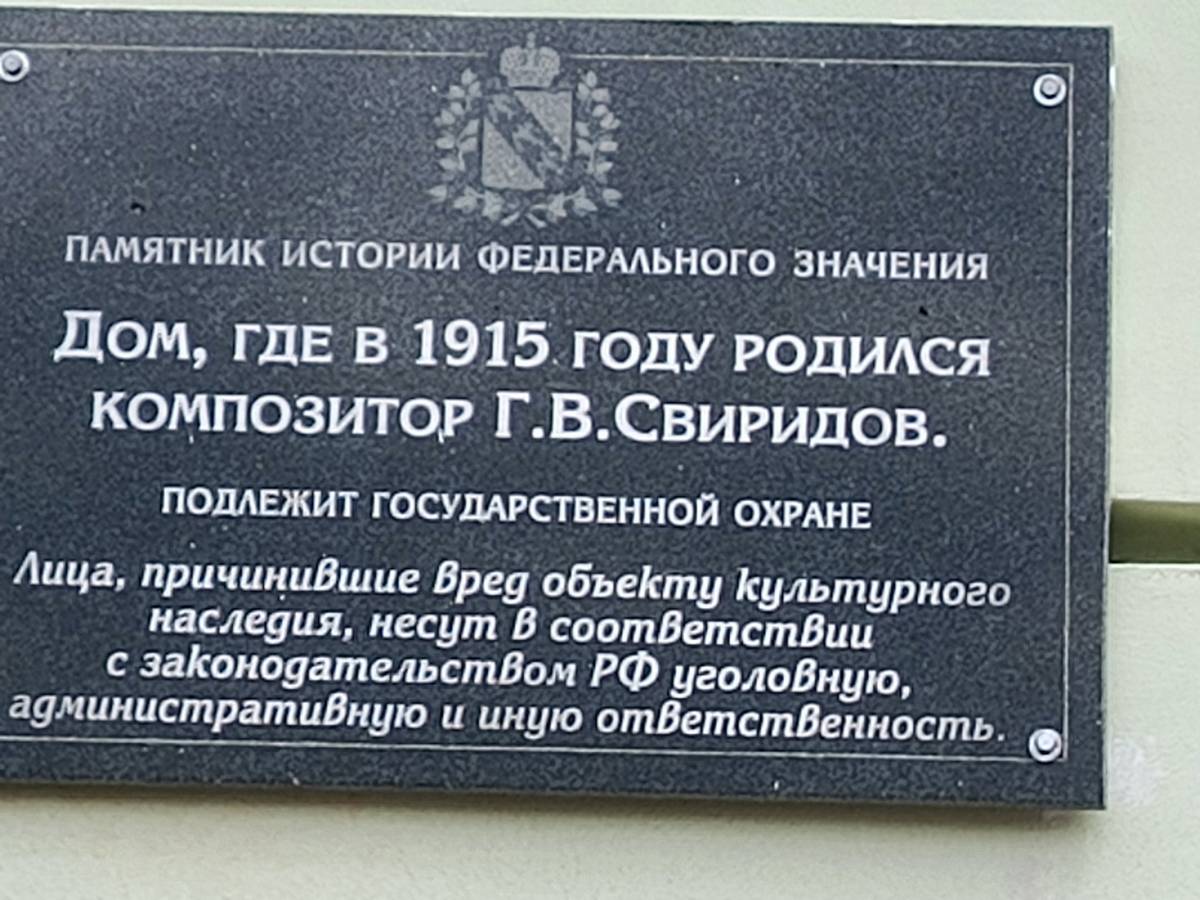 ПАМЯТНИК ИСТОРИИ ФЕДЕРАЛЬНОГО ЗНАЧЕНИЯ
Дом, где в 1915 году родился
композитор Г.В.Свиридов.
ПОДЛЕЖИТ ГОСУДАРСТВЕННОЙ ОХРАНЕ
Лица, причинившие вред объекту культурного
наследия, несут в соответствии
с законодательством РФ уголовную,
административную и иную ответственность.